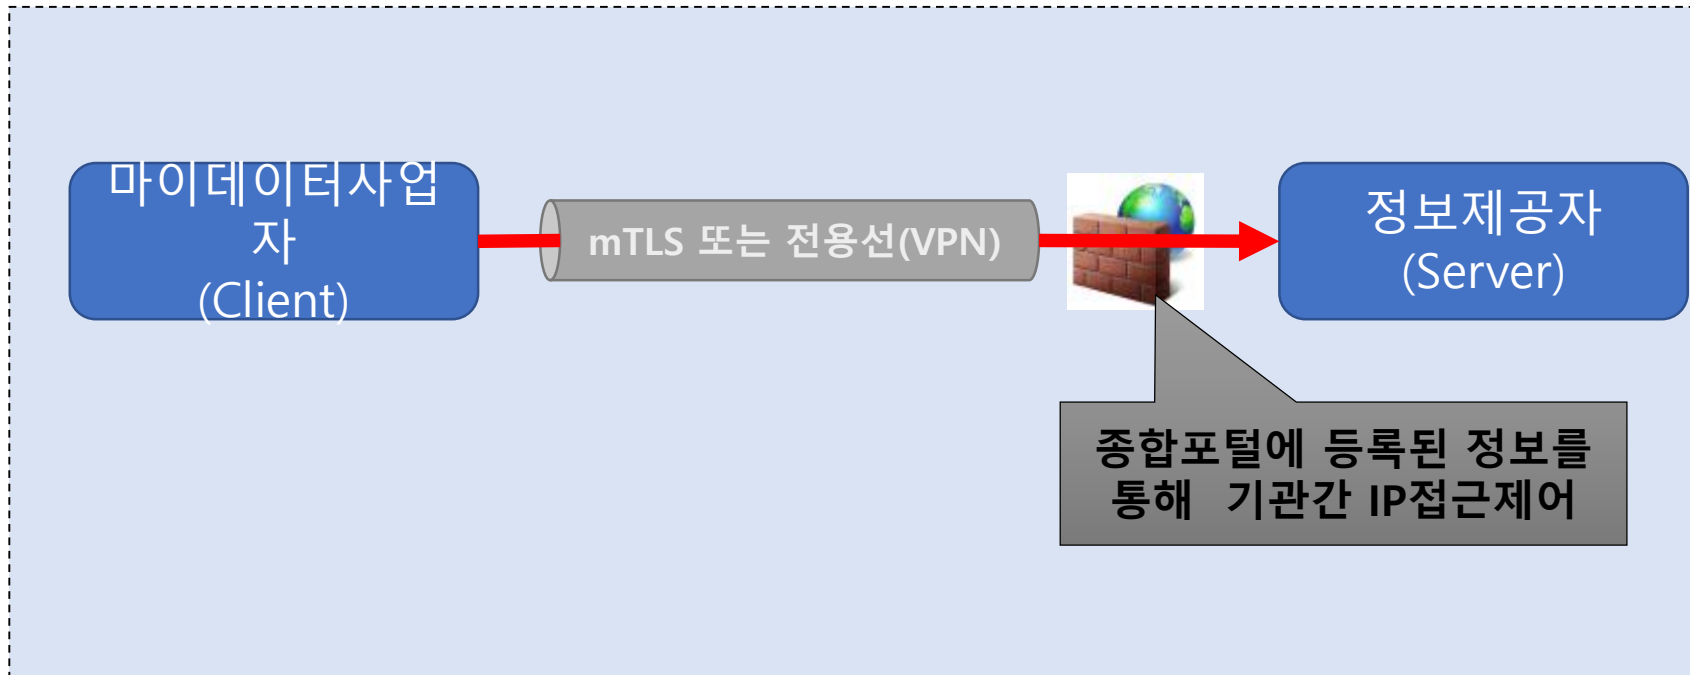 마이데이터사업
자
(Client)
mTLS 또는 전용선(VPN)
정보제공자
(Server)
종합포털에 등록된 정보를
통해  기관간 IP접근제어